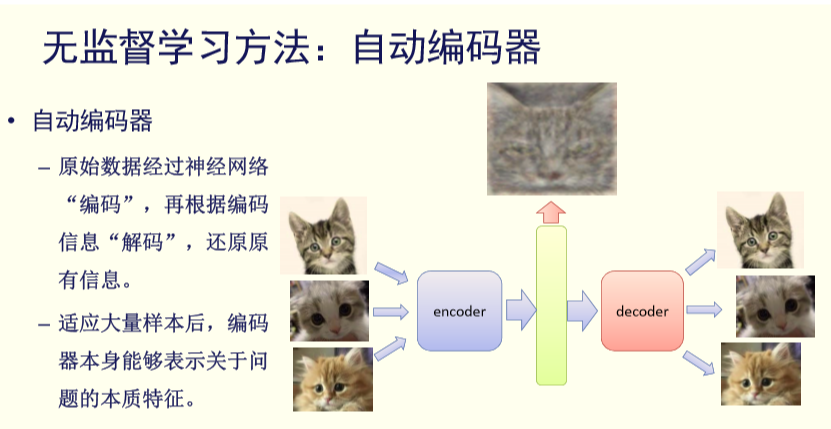 无监督学习方法：自动编码器
• 自动编码器
– 原始数据经过神经网络
“编码”，再根据编码
信息“解码”，还原原
有信息。
– 适应大量样本后，编码
器本身能够表示关于问
题的本质特征。
encoder
decoder